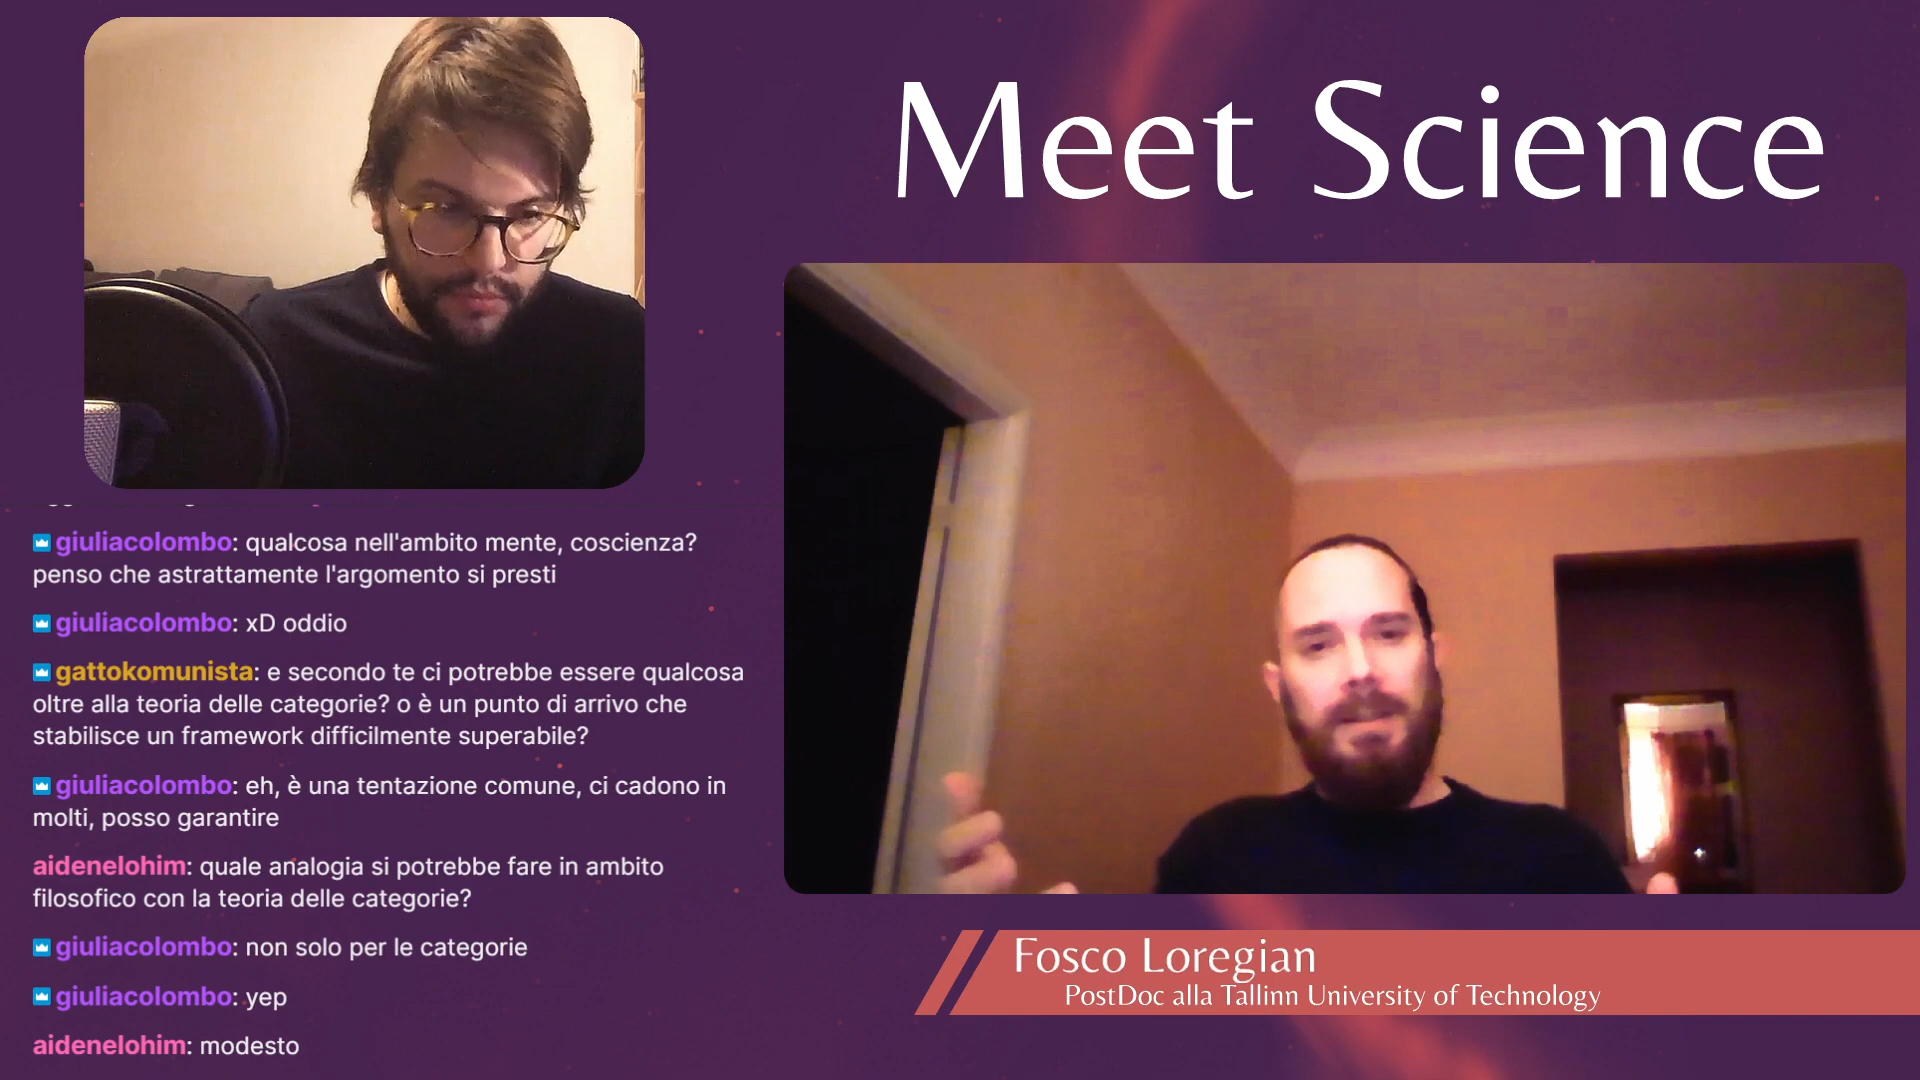 Meet Science
giuliacolombo: qualcosa nell'ambito mente, coscienza?
penso che astrattamente l'argomento si presti
giuliacolombo: xD oddio
gattokomunista: e secondo te ci potrebbe essere qualcosa
oltre alla teoria delle categorie? o è un punto di arrivo che
stabilisce un framework difficilmente superabile?
giuliacolombo: eh, è una tentazione comune, ci cadono in
molti, posso garantire
aidenelohim: quale analogia si potrebbe fare in ambito
filosofico con la teoria delle categorie?
giuliacolombo: non solo per le categorie
giuliacolombo: yep
aidenelohim: modesto
Fosco Loregian
PostDoc alla Tallinn University of Technology